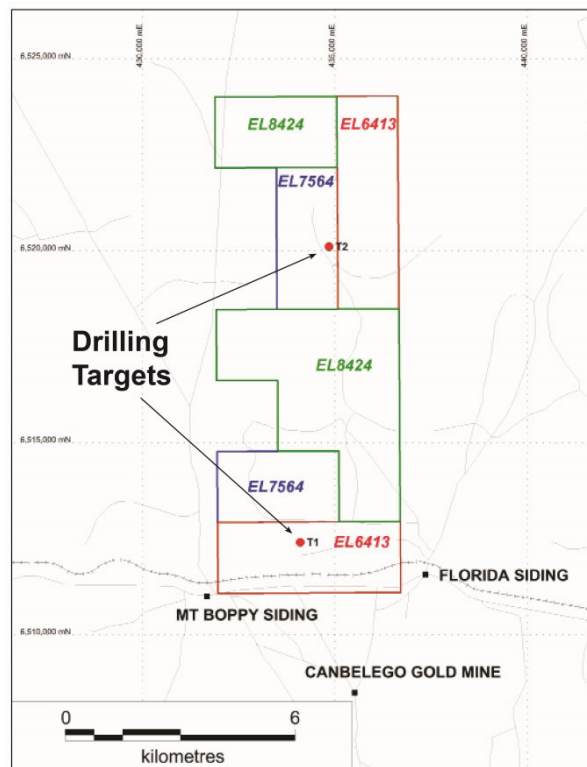 450,000 mE
435,000 mE
440,000 mE
6,525,000 mN
EL8424
EL6413
EL7564
6,520,000 mN
T2
Drilling
Targets
EL8424
6,515,000 mN
EL7564
T1
EL6413
FLORIDA SIDING
MT BOPPY SIDING
6,510,000 mN
CANBELEGO GOLD MINE
0
6
kilometres